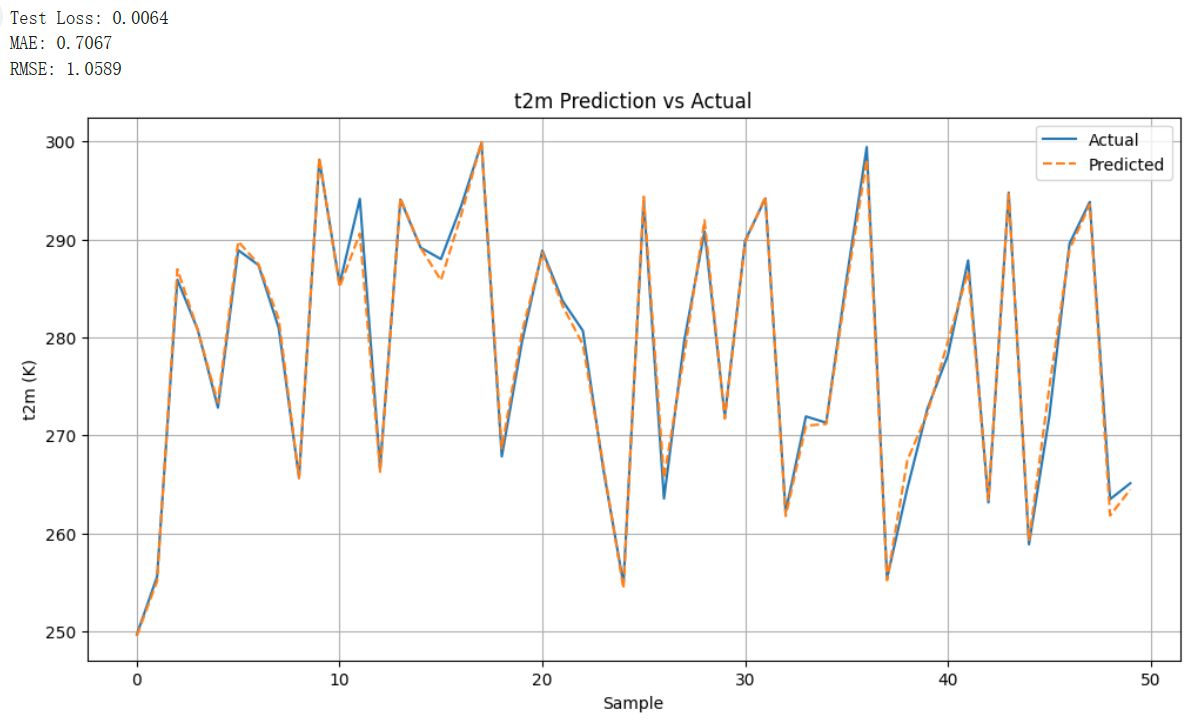 Test Loss: 0.0064
MAE: 0.7067
RMSE: 1.0589
t2m Prediction vs Actual
Actual
Predicted
300
290
280
270
260
250
t2m (K)
0
10
20
30
40
50
Sample